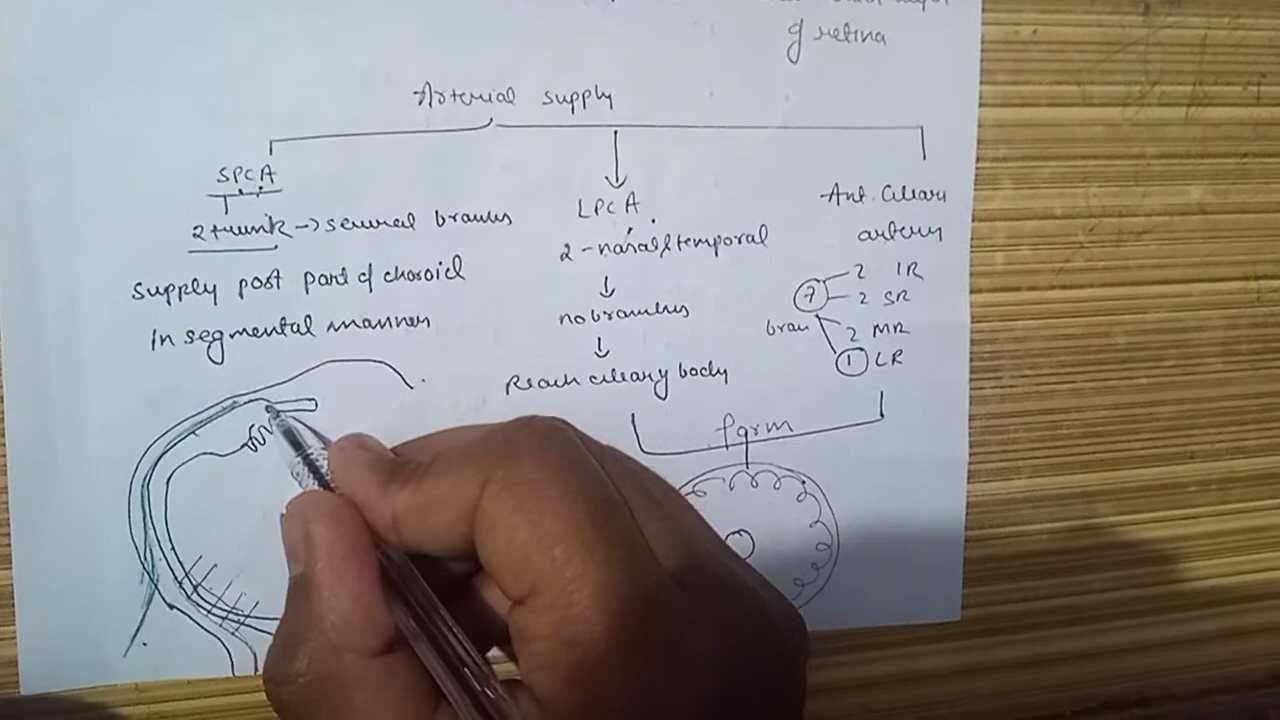 of retina
Arterial supply
SPCA
2 trunk → several branches
supply post part of choroid
In segmental manner
LPCA
2 - nasal & temporal
↓
no branches
↓
Reach ciliary body
Ant. Ciliary
artery
7 bran
2 IR
2 SR
2 MR
1 LR
form